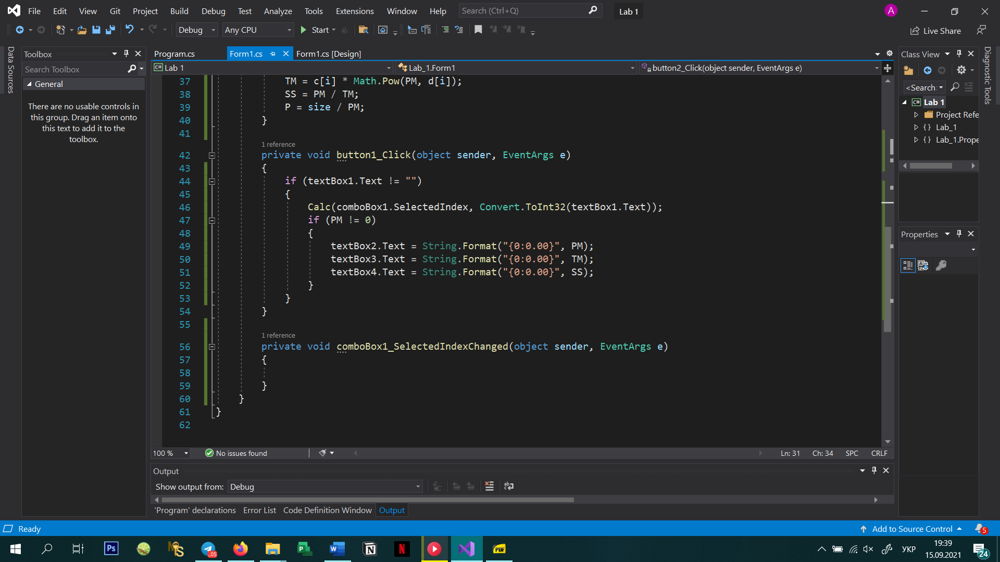 File Edit View Git Project Build Debug Test Analyze Tools Extensions Window Help Search (Ctrl+Q) Lab 1 A
Debug Any CPU Start Live Share
Data Sources
Toolbox
Search Toolbox
General
There are no usable controls in
this group. Drag an item onto
this text to add it to the
toolbox.
Program.cs Form1.cs Form1.cs [Design]
C# Lab 1 Lab_1.Form1 button2_Click(object sender, EventArgs e)
37 TM = c[i] * Math.Pow(PM, d[i]);
38 SS = PM / TM;
39 P = size / PM;
40 }
41
1 reference
42 private void button1_Click(object sender, EventArgs e)
43 {
44 if (textBox1.Text != "")
45 {
46 Calc(comboBox1.SelectedIndex, Convert.ToInt32(textBox1.Text));
47 if (PM != 0)
48 {
49 textBox2.Text = String.Format("{0:0.00}", PM);
50 textBox3.Text = String.Format("{0:0.00}", TM);
51 textBox4.Text = String.Format("{0:0.00}", SS);
52 }
53 }
54 }
55
1 reference
56 private void comboBox1_SelectedIndexChanged(object sender, EventArgs e)
57 {
58
59 }
60 }
61 }
62
100 % No issues found Ln: 31 Ch: 34 SPC CRLF
Output
Show output from: Debug
'Program' declarations Error List Code Definition Window Output
Class View
<Search:
C# Lab 1
Project Refe
{ } Lab_1
{ } Lab_1.Prope
Properties
Diagnostic Tools
Ready Add to Source Control 5
Ps ..05 P W N N PDF УКР 19:39
15.09.2021 24